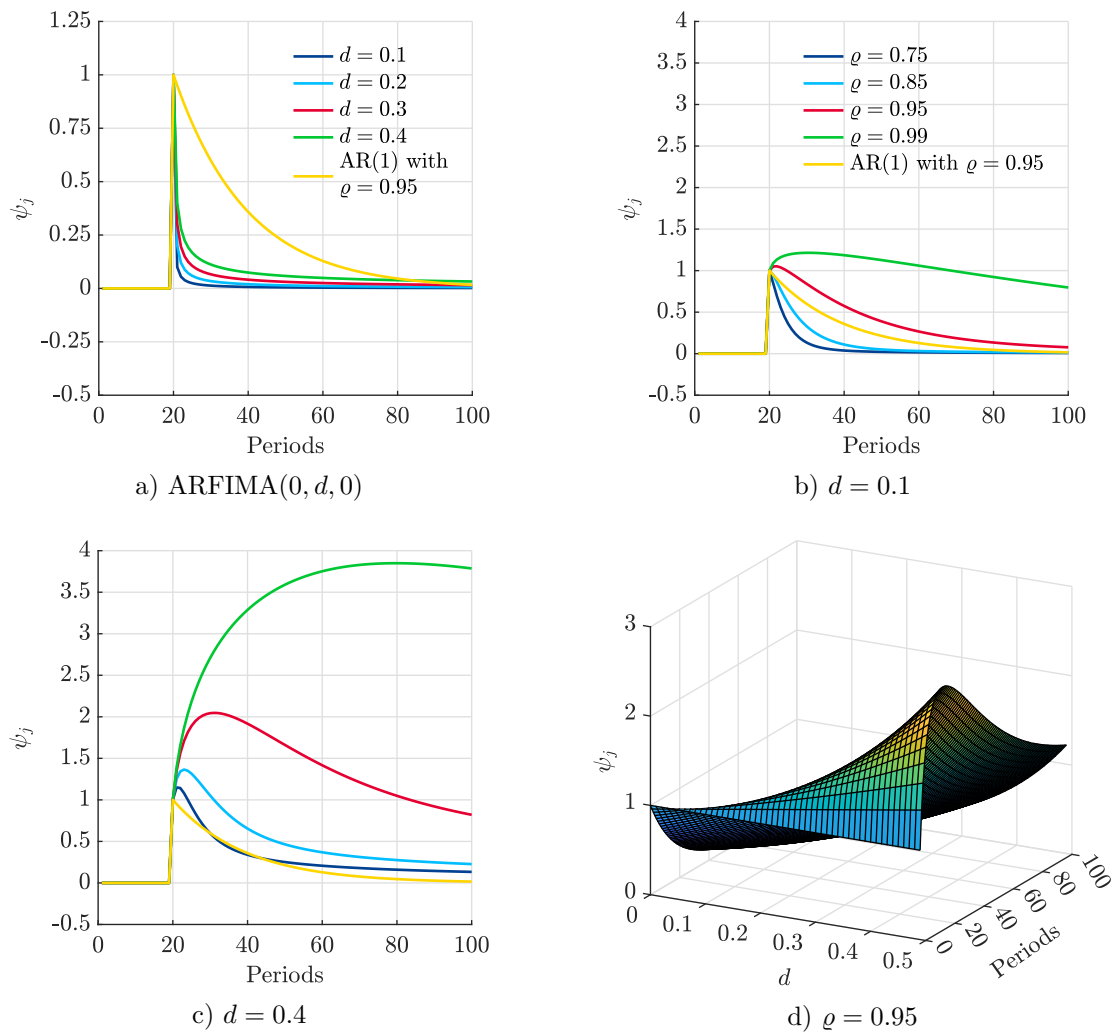 1.25
1
0.75
0.5
0.25
0
-0.25
-0.5
ψ_j
0 20 40 60 80 100
Periods
d = 0.1
d = 0.2
d = 0.3
d = 0.4
AR(1) with
ϱ = 0.95
a) ARFIMA(0, d, 0)
4
3.5
3
2.5
2
1.5
1
0.5
0
-0.5
ψ_j
0 20 40 60 80 100
Periods
ϱ = 0.75
ϱ = 0.85
ϱ = 0.95
ϱ = 0.99
AR(1) with ϱ = 0.95
b) d = 0.1
4
3.5
3
2.5
2
1.5
1
0.5
0
-0.5
ψ_j
0 20 40 60 80 100
Periods
c) d = 0.4
3
2
1
0
ψ_j
0 0.1 0.2 0.3 0.4 0.5
d
0 20 40 60 80 100
Periods
d) ϱ = 0.95